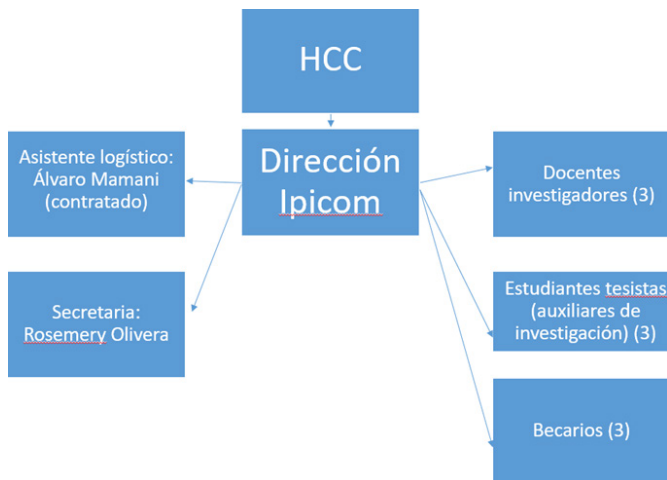 HCC
Dirección
Ipicom
Asistente logístico:
Álvaro Mamani
(contratado)
Secretaria:
Rosemery Olivera
Docentes
investigadores (3)
Estudiantes tesistas
(auxiliares de
investigación) (3)
Becarios (3)